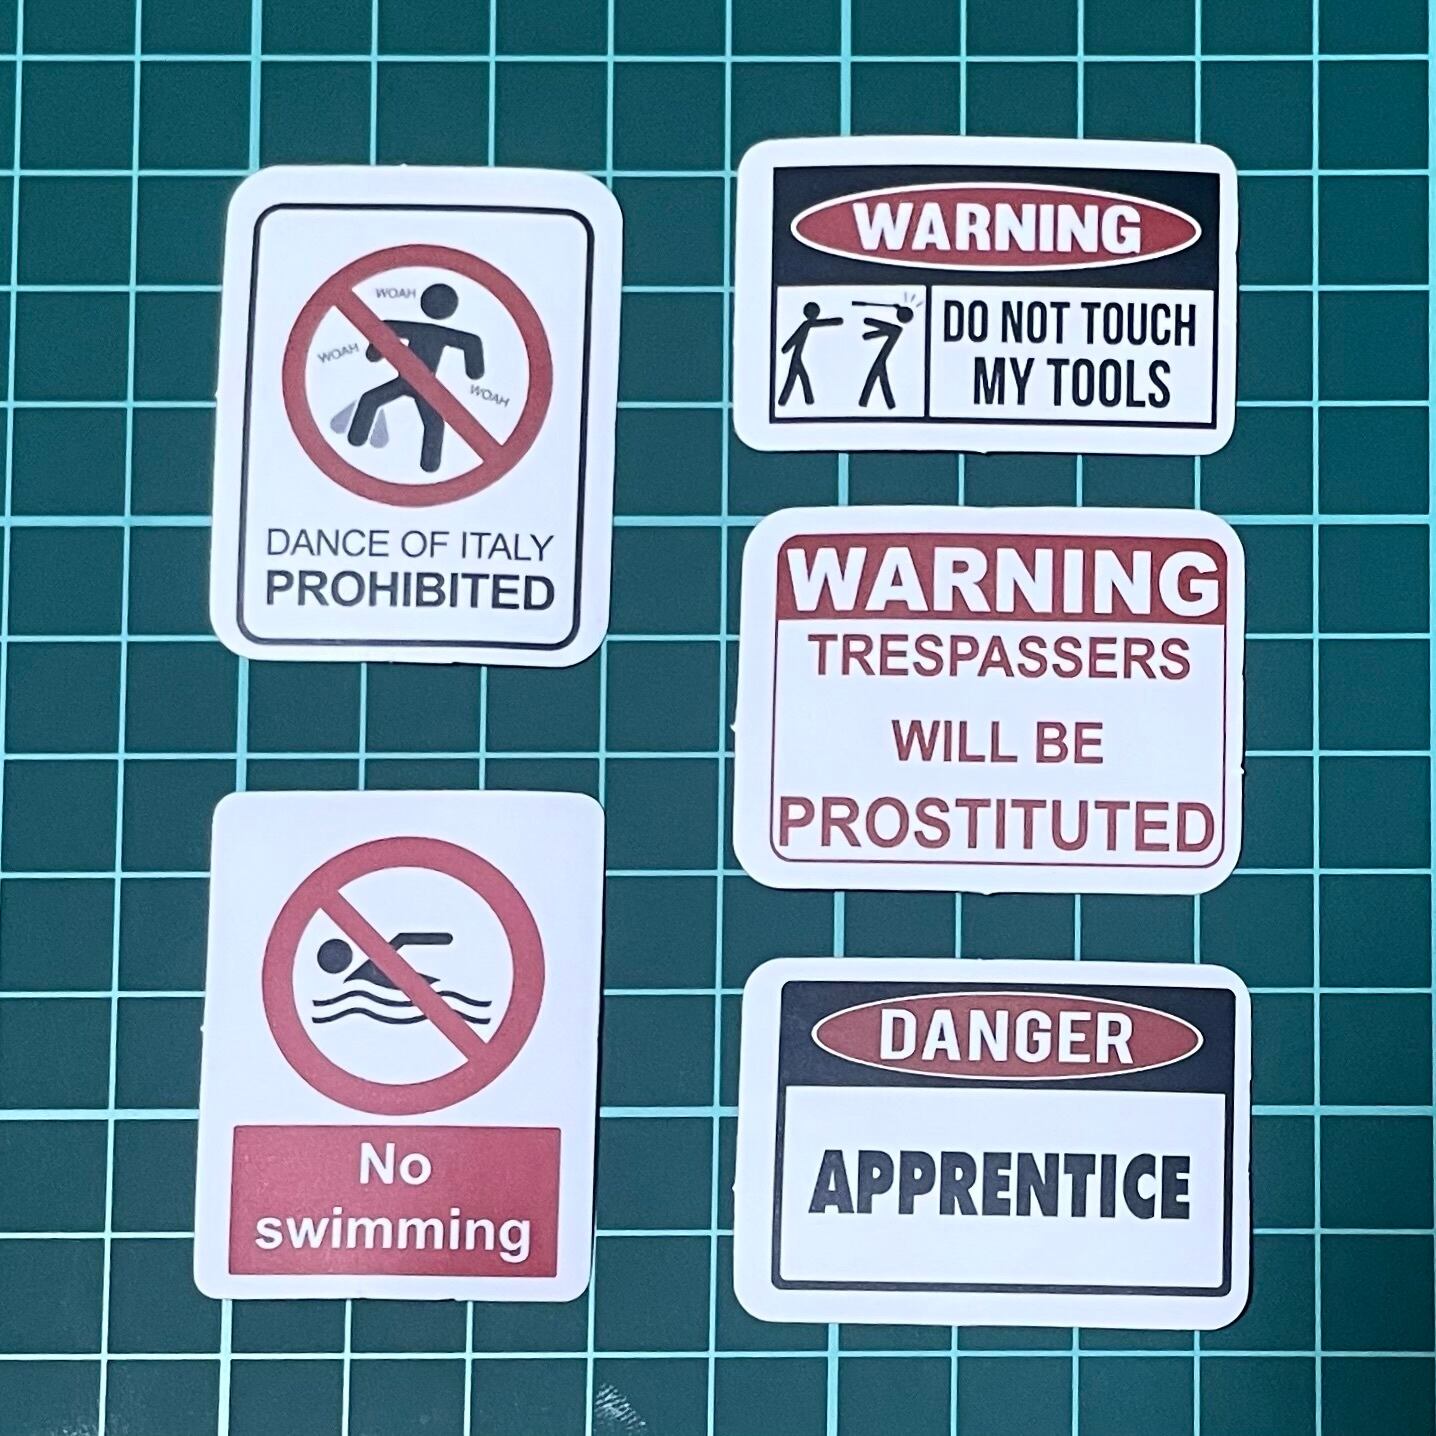 WOAH
WOAH
WOAH
DANCE OF ITALY
PROHIBITED
No
swimming
WARNING
DO NOT TOUCH
MY TOOLS
WARNING
TRESPASSERS
WILL BE
PROSTITUTED
DANGER
APPRENTICE